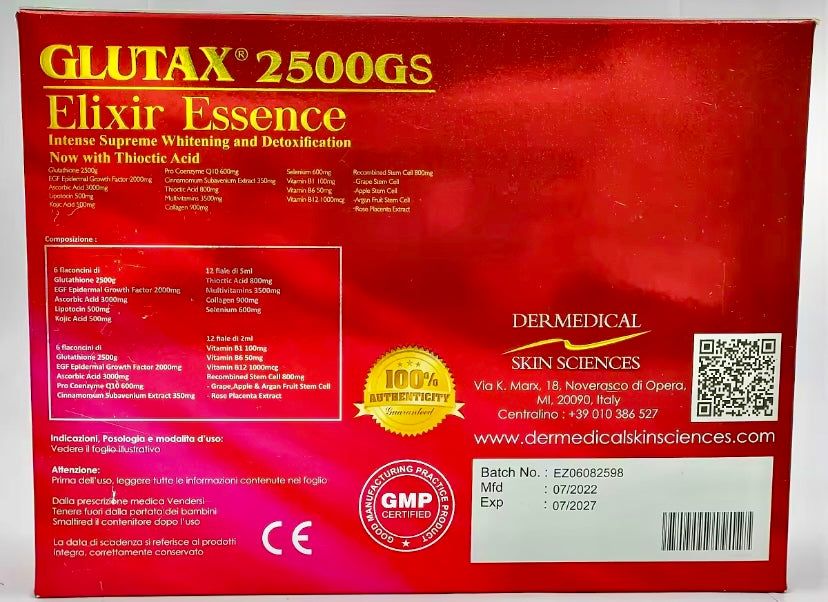 GLUTAX® 2500GS
Elixir Essence
Intense Supreme Whitening and Detoxification
Now with Thioctic Acid
Glutathione 2500g
EGF Epidermal Growth Factor 2000mg
Ascorbic Acid 3000mg
Lipotocin 500mg
Kojic Acid 500mg
Pro Coenzyme Q10 600mg
Cinnamomum Subavenium Extract 350mg
Thioctic Acid 800mg
Multivitamins 3500mg
Collagen 900mg
Selenium 600mg
Vitamin B1 100mg
Vitamin B6 50mg
Vitamin B12 1000mcg
Recombined Stem Cell 800mg
-Grape Stem Cell
-Apple Stem Cell
-Argan Fruit Stem Cell
-Rose Placenta Extract
Composizione :
6 flaconcini di
Glutathione 2500g
EGF Epidermal Growth Factor 2000mg
Ascorbic Acid 3000mg
Lipotocin 500mg
Kojic Acid 500mg
12 fiale di 5ml
Thioctic Acid 800mg
Multivitamins 3500mg
Collagen 900mg
Selenium 600mg
6 flaconcini di
Glutathione 2500g
EGF Epidermal Growth Factor 2000mg
Ascorbic Acid 3000mg
Pro Coenzyme Q10 600mg
Cinnamomum Subavenium Extract 350mg
12 fiale di 2ml
Vitamin B1 100mg
Vitamin B6 50mg
Vitamin B12 1000mcg
Recombined Stem Cell 800mg
- Grape,Apple & Argan Fruit Stem Cell
- Rose Placenta Extract
Indicazioni, Posologia e modalita d'uso:
Vedere il foglio illustrativo
Attenzione:
Prima dell'uso, leggere tutte le informazioni contenute nel foglio
Dalla prescrizione medica Vendersi
Tenere fuori dalla portata dei bambini
Smaltired il contenitore dopo l'uso
La data di scadenza si riferisce al prodotti
integra, correttamente conservato
CE
100%
AUTHENTICITY
Guaranteed
GOOD MANUFACTURING PRACTICE PRODUCT
GMP
CERTIFIED
DERMEDICAL
SKIN SCIENCES
Via K. Marx, 18, Noverasco di Opera,
MI, 20090, Italy
Centralino : +39 010 386 527
www.dermedicalskinsciences.com
Batch No. : EZ06082598
Mfd : 07/2022
Exp : 07/2027